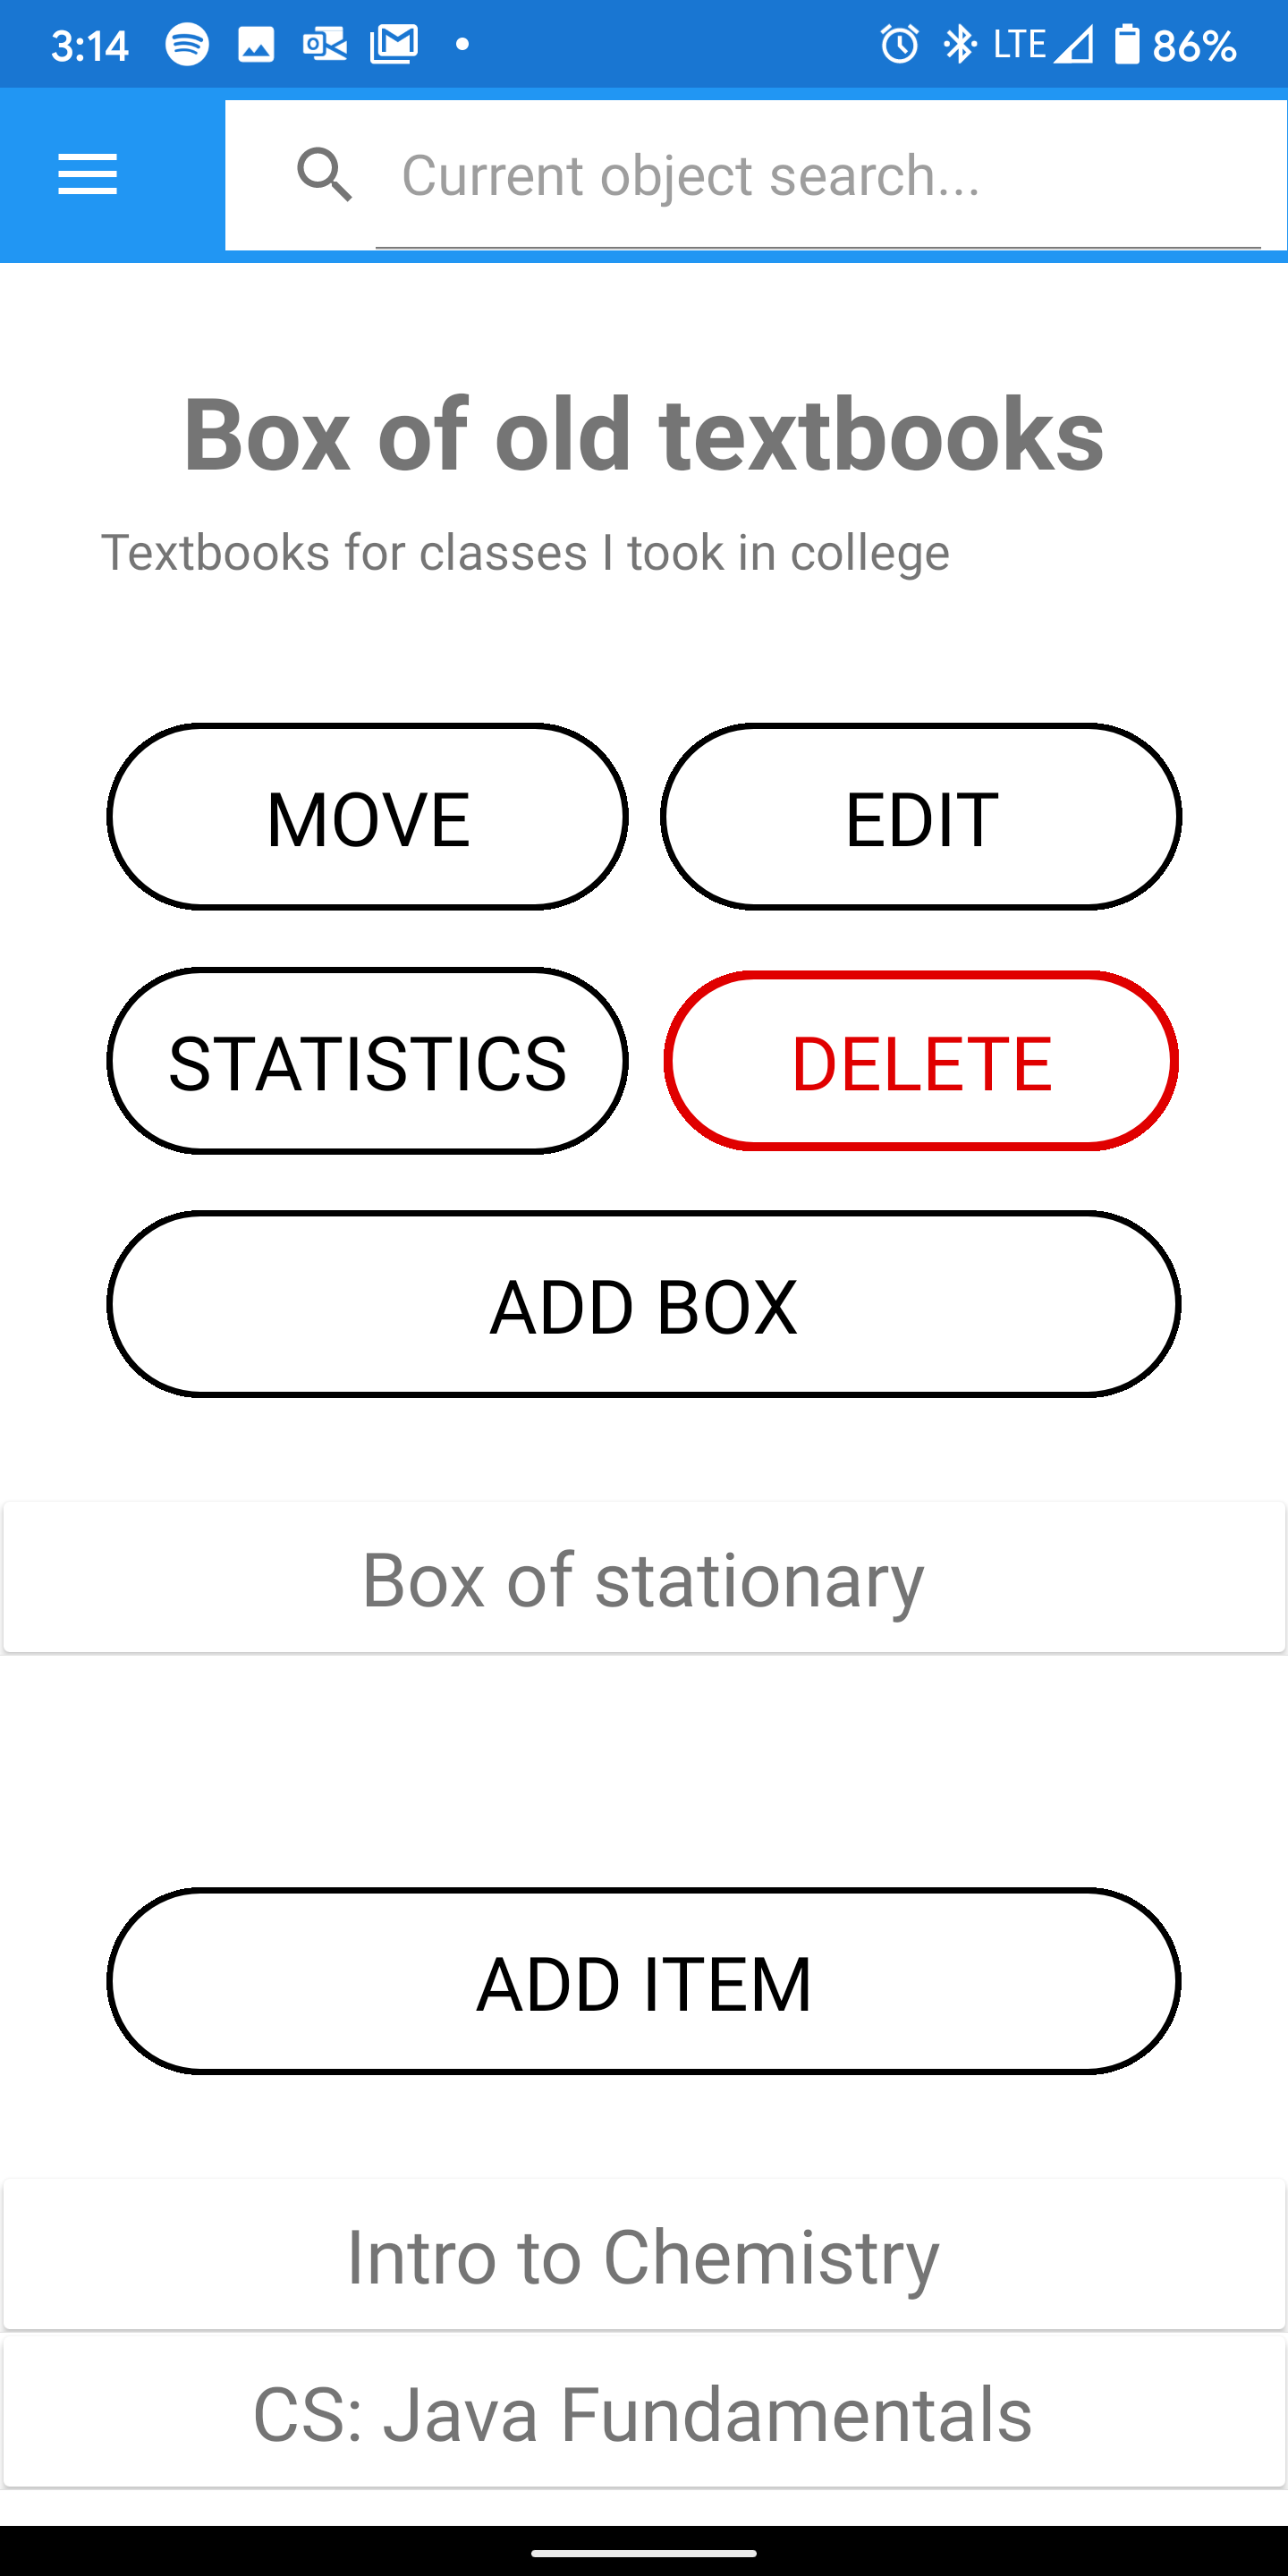 3:14 LTE 86%
Current object search...
Box of old textbooks
Textbooks for classes I took in college
MOVE EDIT
STATISTICS DELETE
ADD BOX
Box of stationary
ADD ITEM
Intro to Chemistry
CS: Java Fundamentals